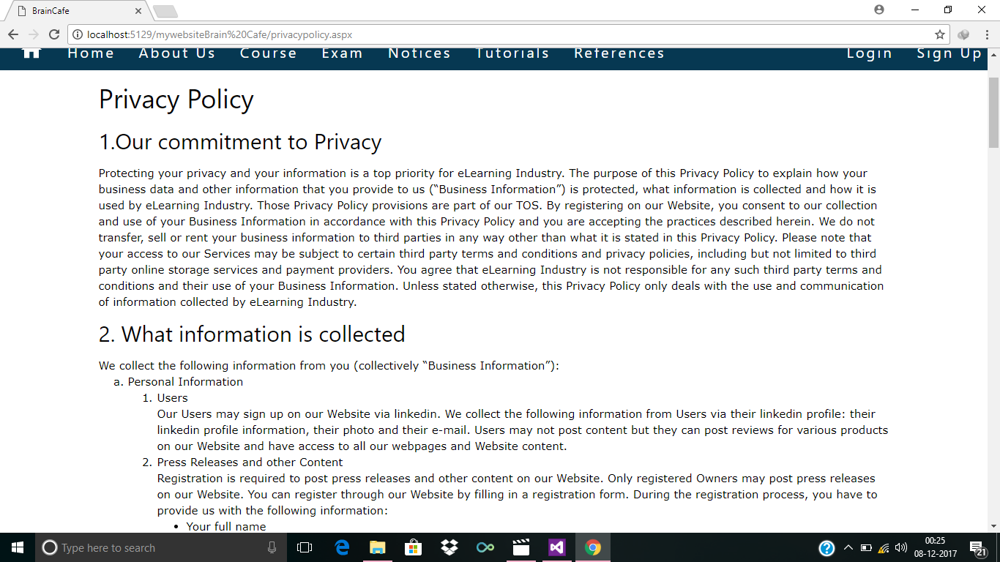 BrainCafe
localhost:5129/mywebsiteBrain%20Cafe/privacypolicy.aspx
Home About Us Course Exam Notices Tutorials References Login Sign Up
Privacy Policy
1.Our commitment to Privacy
Protecting your privacy and your information is a top priority for eLearning Industry. The purpose of this Privacy Policy to explain how your
business data and other information that you provide to us (“Business Information”) is protected, what information is collected and how it is
used by eLearning Industry. Those Privacy Policy provisions are part of our TOS. By registering on our Website, you consent to our collection
and use of your Business Information in accordance with this Privacy Policy and you are accepting the practices described herein. We do not
transfer, sell or rent your business information to third parties in any way other than what it is stated in this Privacy Policy. Please note that
your access to our Services may be subject to certain third party terms and conditions and privacy policies, including but not limited to third
party online storage services and payment providers. You agree that eLearning Industry is not responsible for any such third party terms and
conditions and their use of your Business Information. Unless stated otherwise, this Privacy Policy only deals with the use and communication
of information collected by eLearning Industry.
2. What information is collected
We collect the following information from you (collectively “Business Information”):
a. Personal Information
1. Users
Our Users may sign up on our Website via linkedin. We collect the following information from Users via their linkedin profile: their
linkedin profile information, their photo and their e-mail. Users may not post content but they can post reviews for various products
on our Website and have access to all our webpages and Website content.
2. Press Releases and other Content
Registration is required to post press releases and other content on our Website. Only registered Owners may post press releases
on our Website. You can register through our Website by filling in a registration form. During the registration process, you have to
provide us with the following information:
• Your full name
Type here to search
00:25
08-12-2017
21